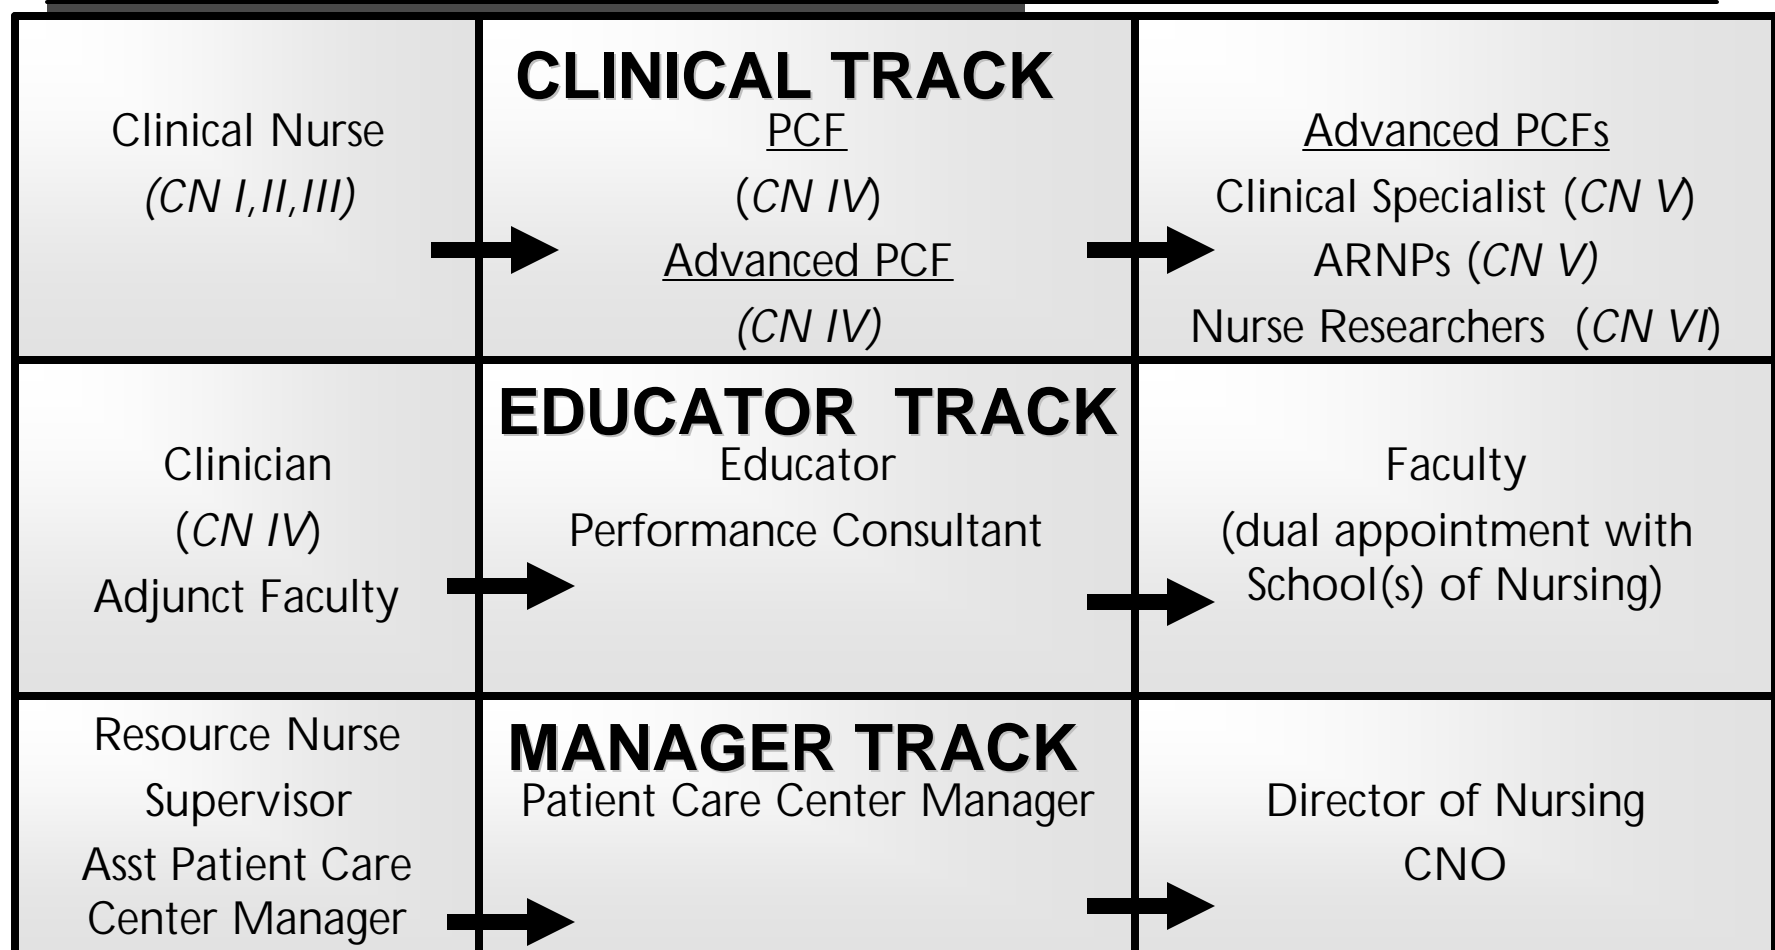 CLINICAL TRACK
Clinical Nurse
(CN I,II,III)
PCF
(CN IV)
Advanced PCF
(CN IV)
Advanced PCFs
Clinical Specialist (CN V)
ARNPs (CN V)
Nurse Researchers (CN VI)
EDUCATOR TRACK
Clinician
(CN IV)
Adjunct Faculty
Educator
Performance Consultant
Faculty
(dual appointment with
School(s) of Nursing)
MANAGER TRACK
Resource Nurse
Supervisor
Asst Patient Care
Center Manager
Patient Care Center Manager
Director of Nursing
CNO